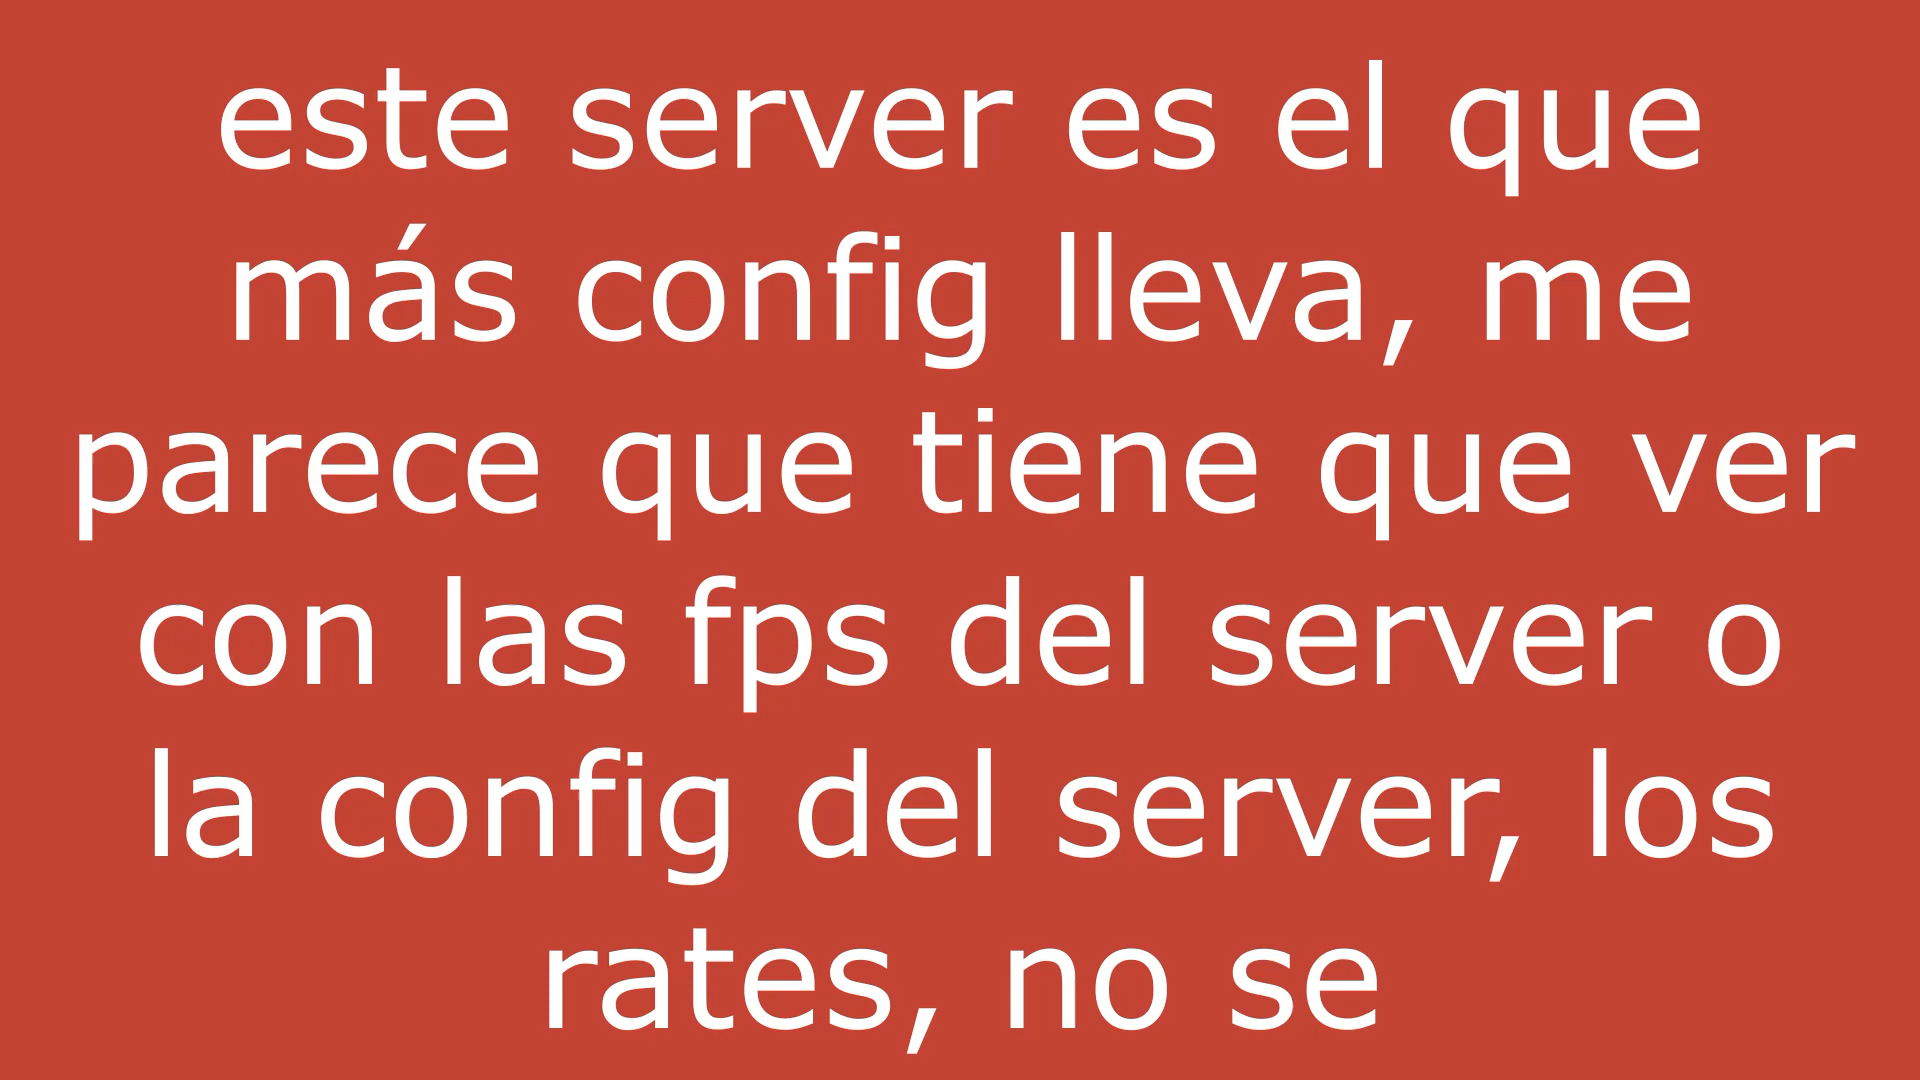 este server es el que
más config lleva, me
parece que tiene que ver
con las fps del server o
la config del server, los
rates, no se